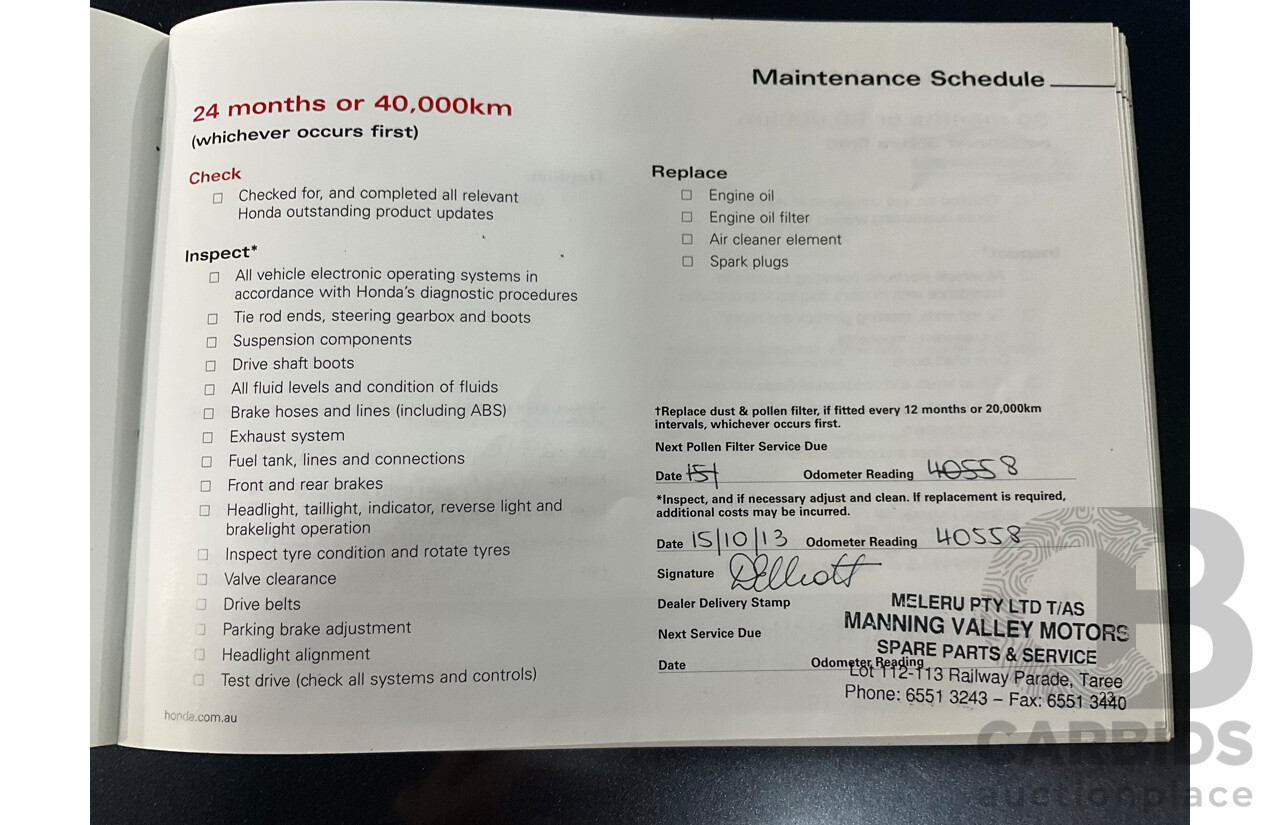 Maintenance Schedule
24 months or 40,000km
(whichever occurs first)
Check
Checked for, and completed all relevant
Honda outstanding product updates
Inspect*
All vehicle electronic operating systems in
accordance with Honda's diagnostic procedures
Tie rod ends, steering gearbox and boots
Suspension components
Drive shaft boots
All fluid levels and condition of fluids
Brake hoses and lines (including ABS)
Exhaust system
Fuel tank, lines and connections
Front and rear brakes
Headlight, taillight, indicator, reverse light and
brakelight operation
Inspect tyre condition and rotate tyres
Valve clearance
Drive belts
Parking brake adjustment
Headlight alignment
Test drive (check all systems and controls)
honda.com.au
Replace
Engine oil
Engine oil filter
Air cleaner element
Spark plugs
†Replace dust & pollen filter, if fitted every 12 months or 20,000km
intervals, whichever occurs first.
Next Pollen Filter Service Due
Date 15/ Odometer Reading 40558
*Inspect, and if necessary adjust and clean. If replacement is required,
additional costs may be incurred.
Date 15/10/13 Odometer Reading 40558
Signature DElliott
Dealer Delivery Stamp
Next Service Due
Date Odometer Reading
MELERU PTY LTD T/AS
MANNING VALLEY MOTORS
SPARE PARTS & SERVICE
Lot 112-113 Railway Parade, Taree
Phone: 6551 3243 – Fax: 6551 3440
23
CARBIDS
auctionplace